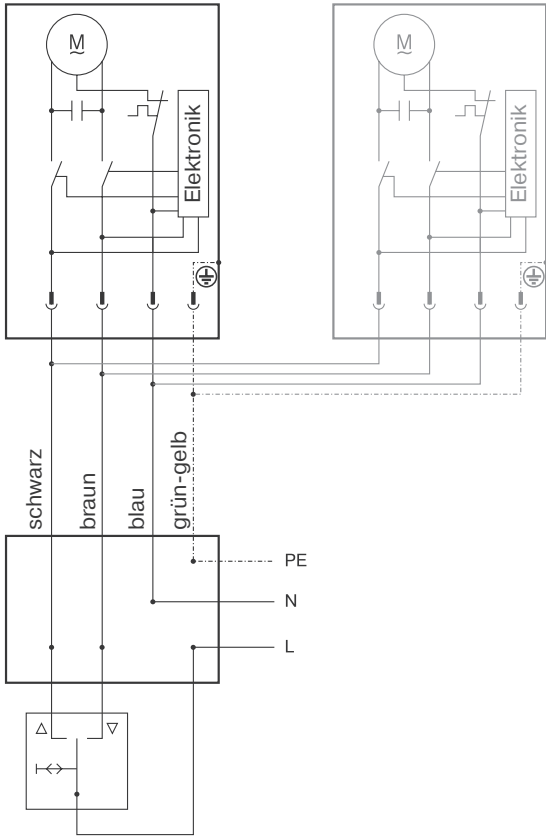 M
~
M
~
Elektronik
Elektronik
schwarz
braun
blau
grün-gelb
PE
N
L